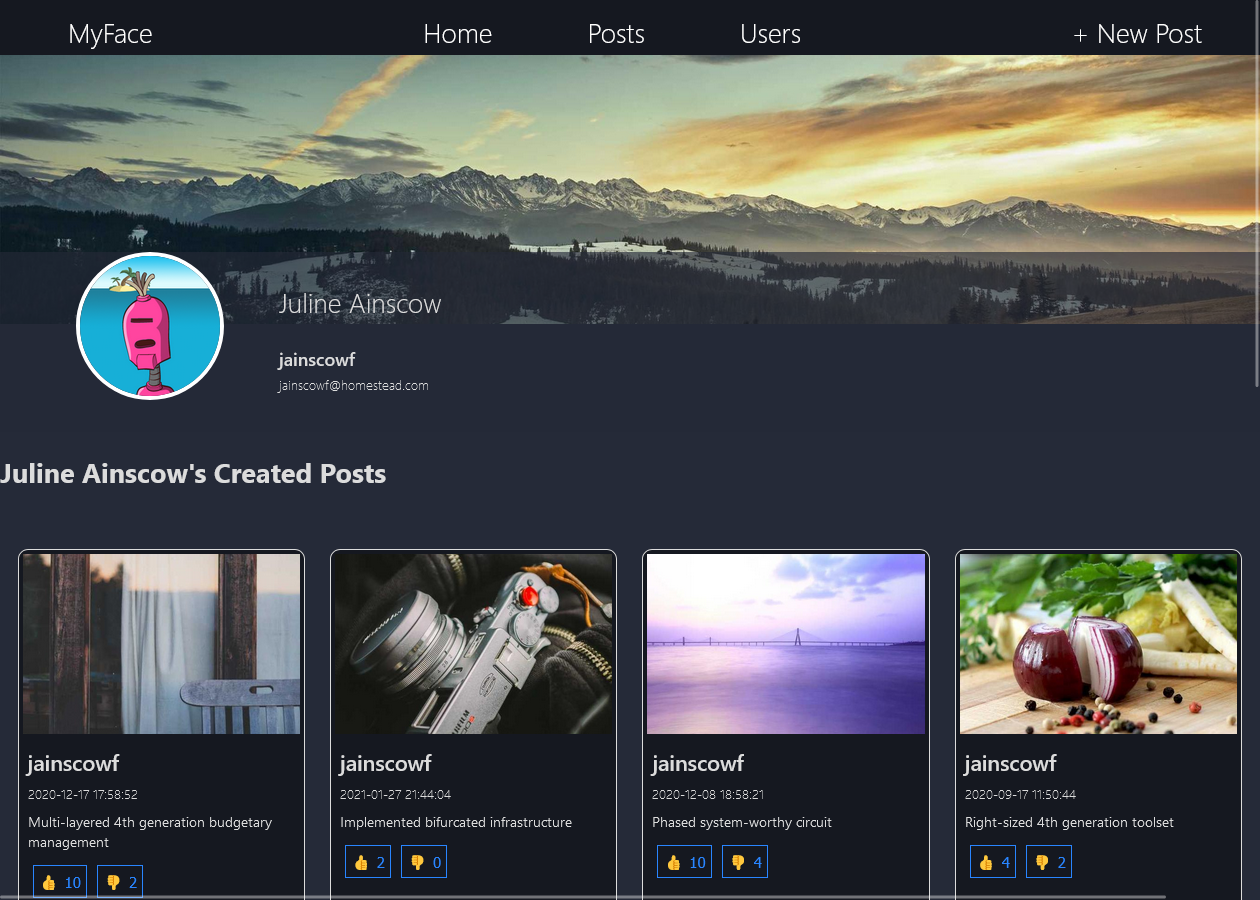 MyFace Home Posts Users + New Post
Juline Ainscow
jainscowf
jainscowf@homestead.com
Juline Ainscow's Created Posts
jainscowf
2020-12-17 17:58:52
Multi-layered 4th generation budgetary
management
👍 10 👎 2
jainscowf
2021-01-27 21:44:04
Implemented bifurcated infrastructure
👍 2 👎 0
jainscowf
2020-12-08 18:58:21
Phased system-worthy circuit
👍 10 👎 4
jainscowf
2020-09-17 11:50:44
Right-sized 4th generation toolset
👍 4 👎 2